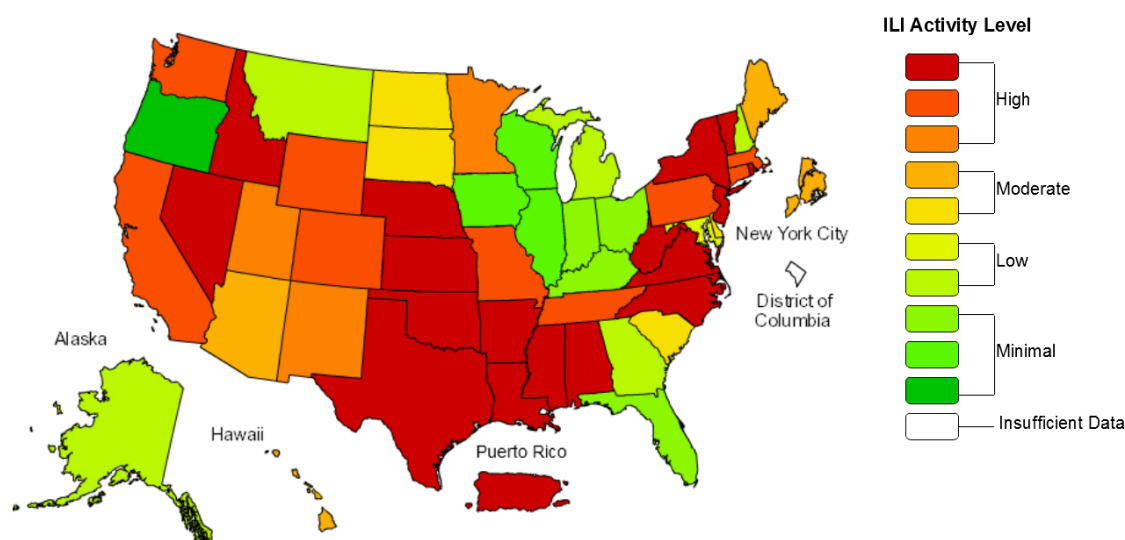 ILI Activity Level
High
Moderate
New York City
Low
District of
Columbia
Alaska
Minimal
Hawaii
Insufficient Data
Puerto Rico